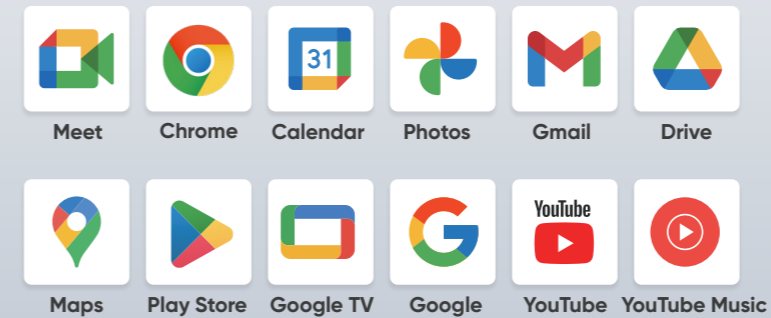 31
Meet Chrome Calendar Photos Gmail Drive
YouTube
Maps Play Store Google TV Google YouTube YouTube Music